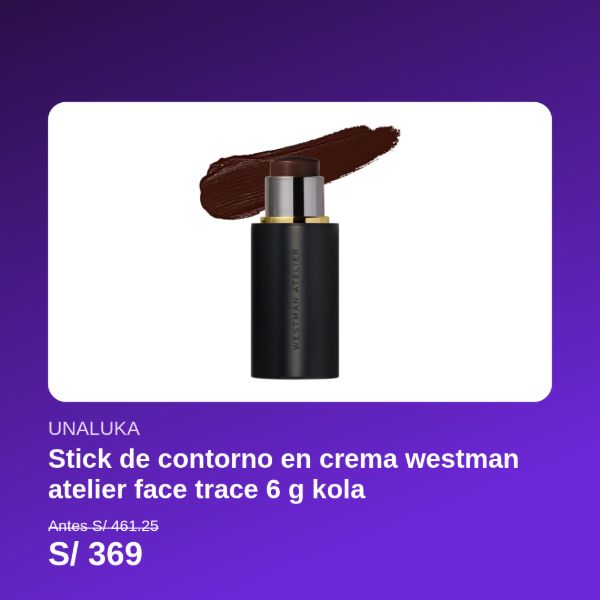 WESTMAN ATELIER
UNALUKA
Stick de contorno en crema westman
atelier face trace 6 g kola
Antes S/ 461.25
S/ 369